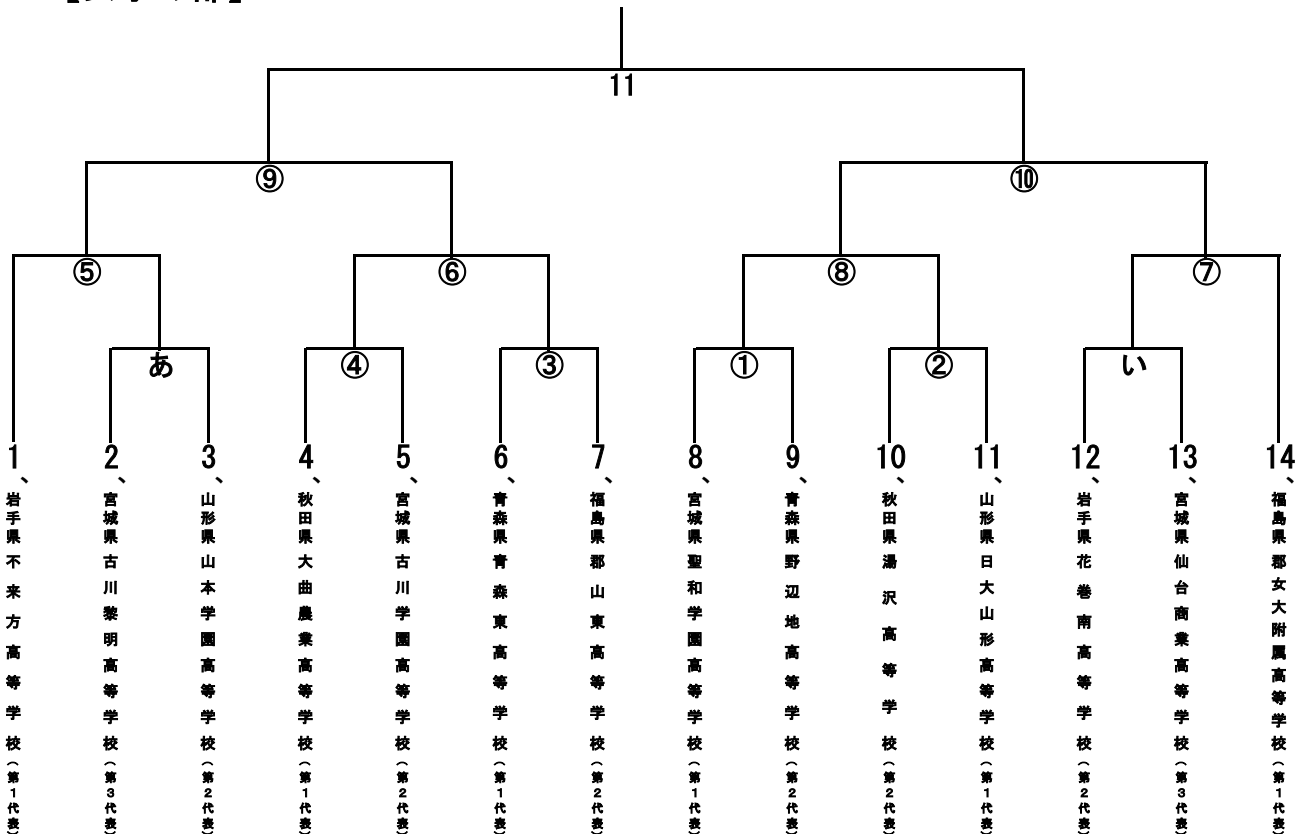 11
⑨
⑩
⑤
⑥
⑧
⑦
あ
④
③
①
②
い
1、岩手県 不来方高等学校（第1代表）
2、宮城県 古川黎明高等学校（第3代表）
3、山形県 山本学園高等学校（第2代表）
4、秋田県 大曲農業高等学校（第1代表）
5、宮城県 古川学園高等学校（第2代表）
6、青森県 青森東高等学校（第1代表）
7、福島県 郡山東高等学校（第2代表）
8、宮城県 聖和学園高等学校（第1代表）
9、青森県 野辺地高等学校（第2代表）
10、秋田県 湯沢高等学校（第2代表）
11、山形県 日大山形高等学校（第1代表）
12、岩手県 花巻南高等学校（第2代表）
13、宮城県 仙台商業高等学校（第3代表）
14、福島県 郡女大附属高等学校（第1代表）